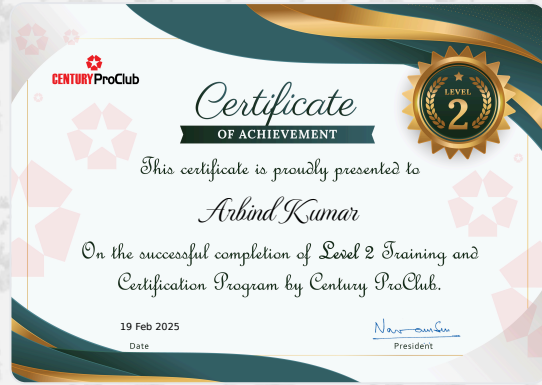 CENTURY ProClub
Certificate
OF ACHIEVEMENT
LEVEL
2
This certificate is proudly presented to
Arbind Kumar
On the successful completion of Level 2 Training and
Certification Program by Century ProClub.
19 Feb 2025
Date
President